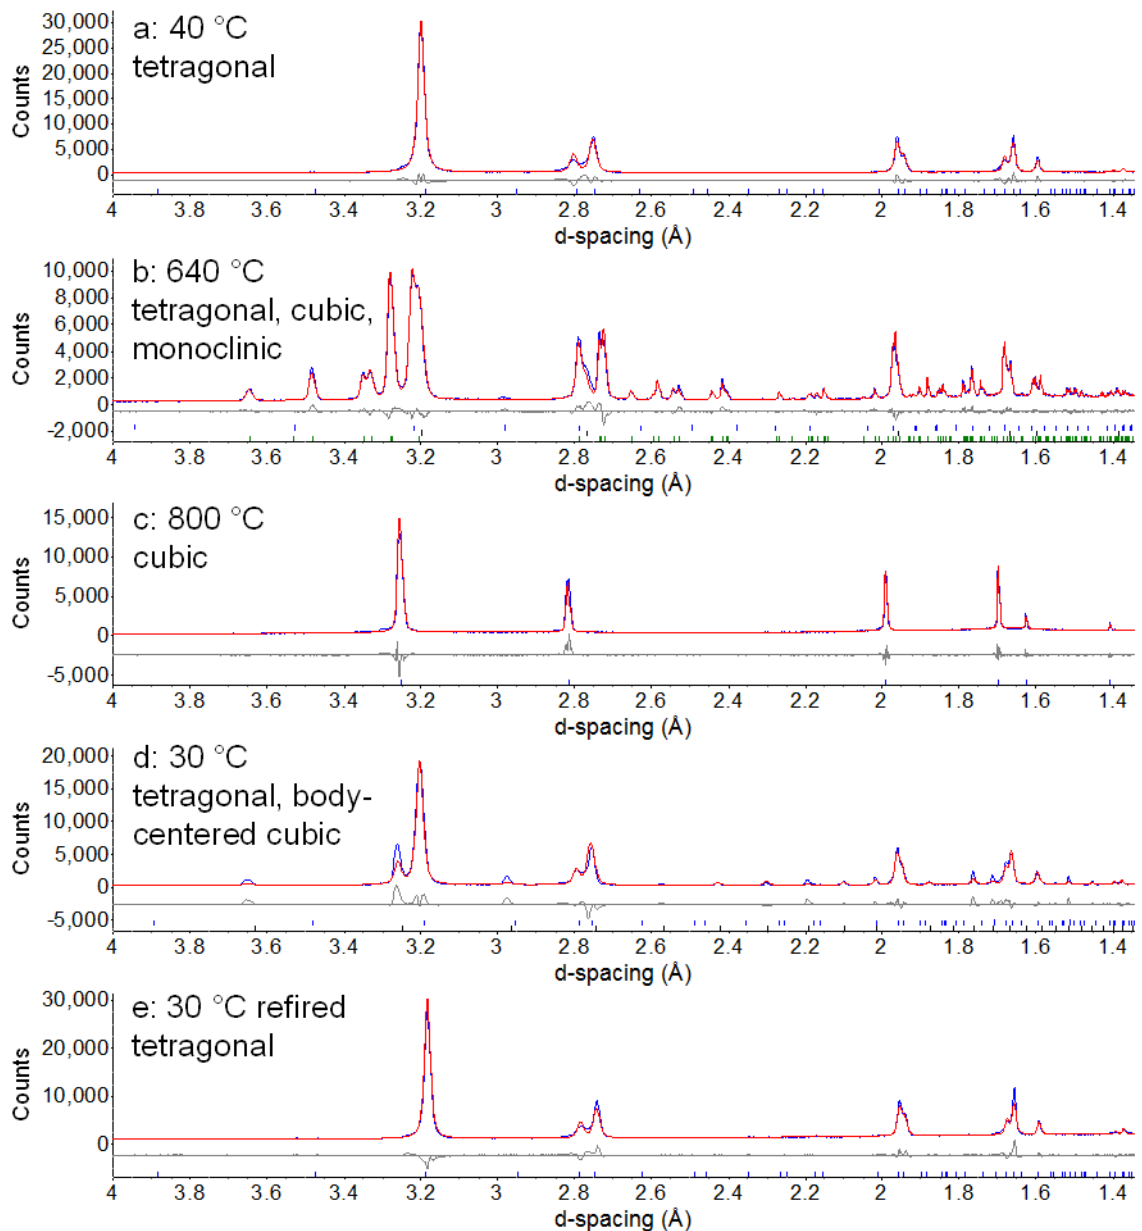 30,000
25,000
20,000
15,000
10,000
5,000
0
Counts
a: 40 °C
tetragonal
4 3.8 3.6 3.4 3.2 3 2.8 2.6 2.4 2.2 2 1.8 1.6 1.4
d-spacing (Å)
10,000
8,000
6,000
4,000
2,000
0
-2,000
Counts
b: 640 °C
tetragonal, cubic,
monoclinic
4 3.8 3.6 3.4 3.2 3 2.8 2.6 2.4 2.2 2 1.8 1.6 1.4
d-spacing (Å)
15,000
10,000
5,000
0
-5,000
Counts
c: 800 °C
cubic
4 3.8 3.6 3.4 3.2 3 2.8 2.6 2.4 2.2 2 1.8 1.6 1.4
d-spacing (Å)
20,000
15,000
10,000
5,000
0
-5,000
Counts
d: 30 °C
tetragonal, body-
centered cubic
4 3.8 3.6 3.4 3.2 3 2.8 2.6 2.4 2.2 2 1.8 1.6 1.4
d-spacing (Å)
30,000
20,000
10,000
0
Counts
e: 30 °C refired
tetragonal
4 3.8 3.6 3.4 3.2 3 2.8 2.6 2.4 2.2 2 1.8 1.6 1.4
d-spacing (Å)